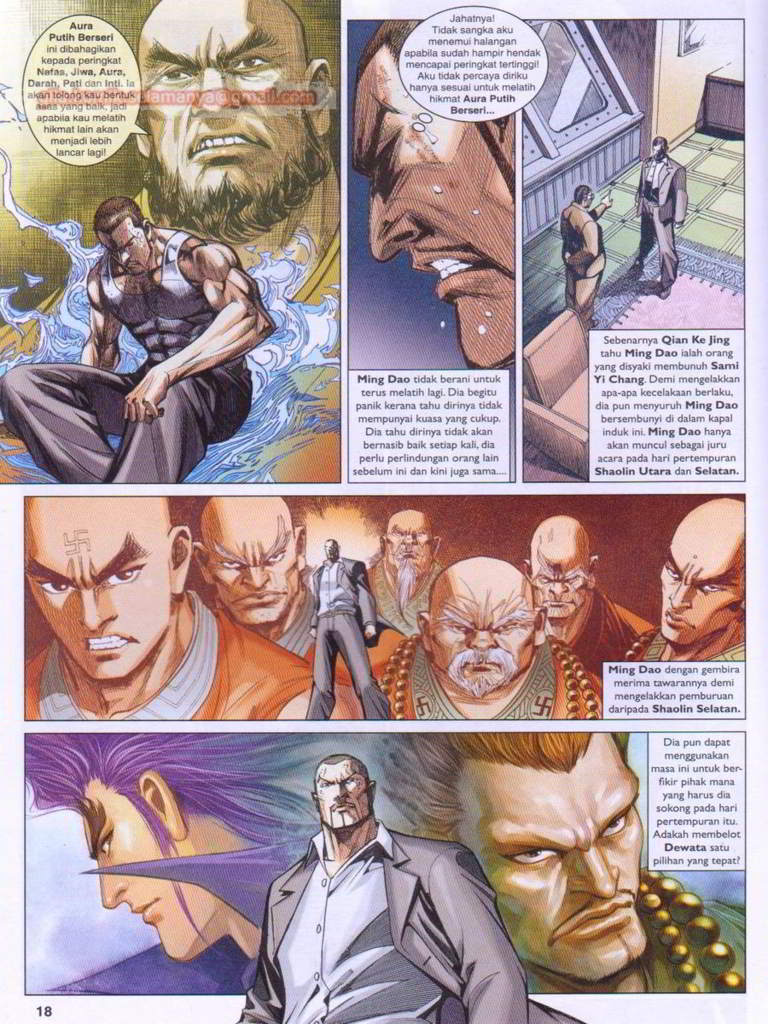 Aura
Putih Berseri
ini dibahagikan
kepada peringkat
Nafas, Jiwa, Aura,
Darah, Pati dan Inti. Ia
akan tolong kau bentuk
asas yang baik, jadi
apabila kau melatih
hikmat lain akan
menjadi lebih
lancar lagi!
selamanya@gmail.com
Jahatnya!
Tidak sangka aku
menemui halangan
apabila sudah hampir hendak
mencapai peringkat tertinggi!
Aku tidak percaya diriku
hanya sesuai untuk melatih
hikmat Aura Putih
Berseri...
Ming Dao tidak berani untuk
terus melatih lagi. Dia begitu
panik kerana tahu dirinya tidak
mempunyai kuasa yang cukup.
Dia tahu dirinya tidak akan
bernasib baik setiap kali, dia
perlu perlindungan orang lain
sebelum ini dan kini juga sama....
Sebenarnya Qian Ke Jing
tahu Ming Dao ialah orang
yang disyaki membunuh Sami
Yi Chang. Demi mengelakkan
apa-apa kecelakaan berlaku,
dia pun menyuruh Ming Dao
bersembunyi di dalam kapal
induk ini. Ming Dao hanya
akan muncul sebagai juru
acara pada hari pertempuran
Shaolin Utara dan Selatan.
Ming Dao dengan gembira
merima tawarannya demi
mengelakkan pemburuan
daripada Shaolin Selatan.
Dia pun dapat
menggunakan
masa ini untuk ber-
fikir pihak mana
yang harus dia
sokong pada hari
pertempuran itu.
Adakah membelot
Dewata satu
pilihan yang tepat?
18